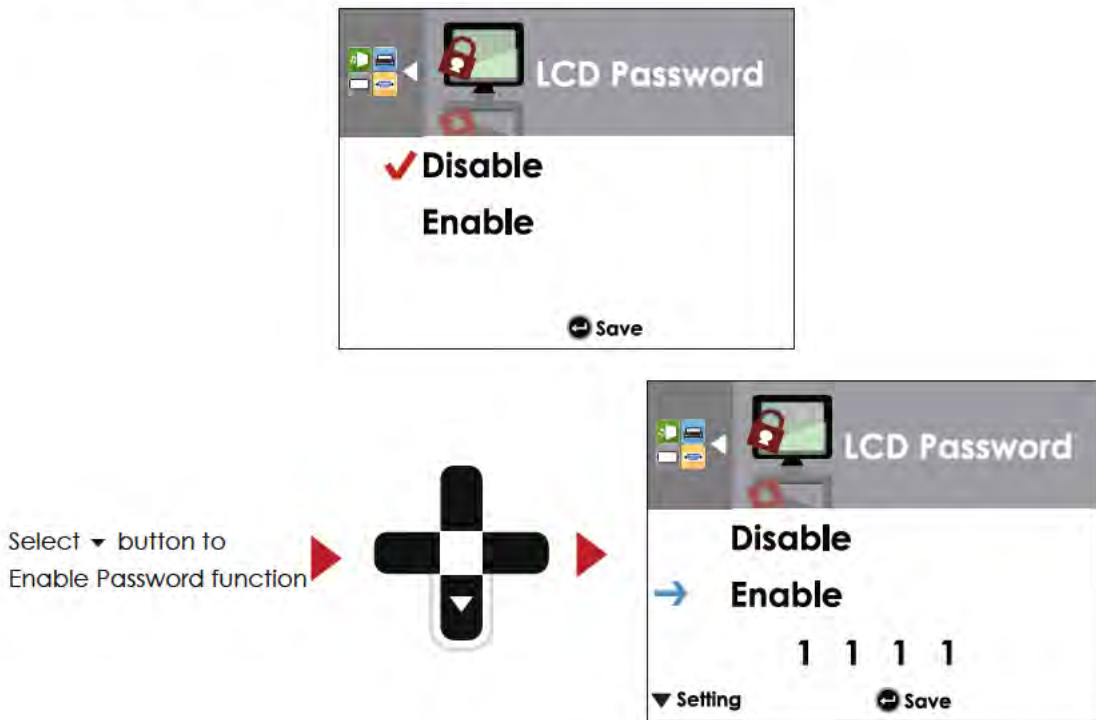 LCD Password
Disable
Enable
Save
LCD Password
Select ▼ button to
Enable Password function
Disable
Enable
1 1 1 1
▼ Setting Save